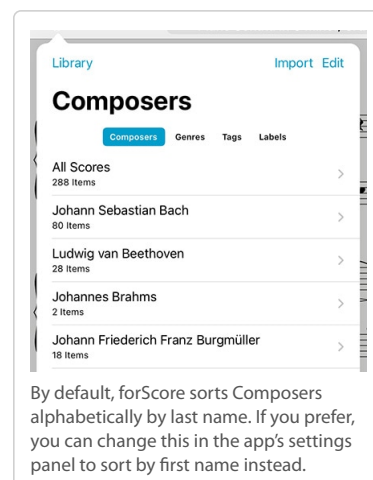 Library Import Edit
Composers
Composers Genres Tags Labels
All Scores
288 Items
Johann Sebastian Bach
80 Items
Ludwig van Beethoven
28 Items
Johannes Brahms
2 Items
Johann Friederich Franz Burgmüller
18 Items
By default, forScore sorts Composers
alphabetically by last name. If you prefer,
you can change this in the app’s settings
panel to sort by first name instead.